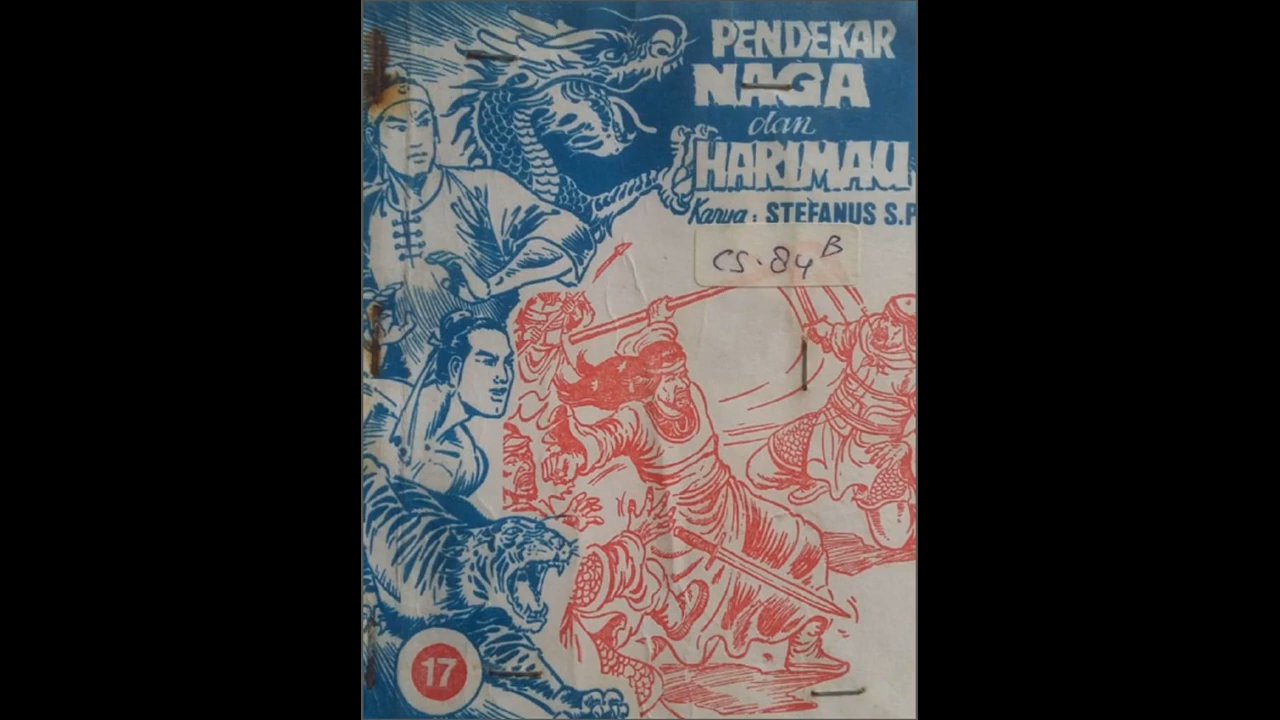 PENDEKAR
NAGA
dan
HARIMAU
Karya : STEFANUS S.P
CS.84 B
17